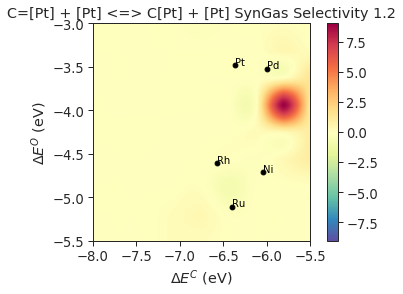 C=[Pt] + [Pt] <=> C[Pt] + [Pt] SynGas Selectivity 1.2
−3.0
−3.5
−4.0
−4.5
−5.0
−5.5
ΔE^O (eV)
Pt
Pd
Rh
Ni
Ru
−8.0 −7.5 −7.0 −6.5 −6.0 −5.5
ΔE^C (eV)
7.5
5.0
2.5
0.0
−2.5
−5.0
−7.5